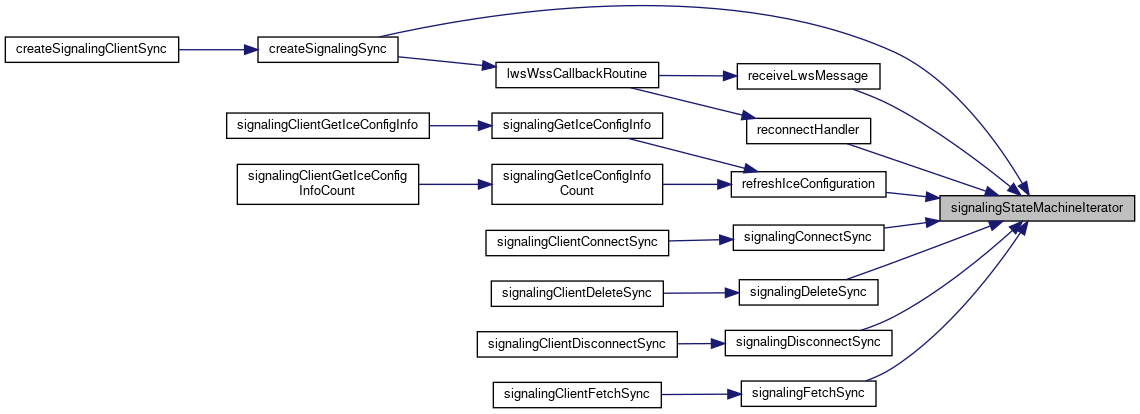 createSignalingClientSync
createSignalingSync
lwsWssCallbackRoutine
receiveLwsMessage
reconnectHandler
signalingClientGetIceConfigInfo
signalingGetIceConfigInfo
signalingClientGetIceConfig
InfoCount
signalingGetIceConfigInfo
Count
refreshIceConfiguration
signalingStateMachineIterator
signalingClientConnectSync
signalingConnectSync
signalingClientDeleteSync
signalingDeleteSync
signalingClientDisconnectSync
signalingDisconnectSync
signalingClientFetchSync
signalingFetchSync